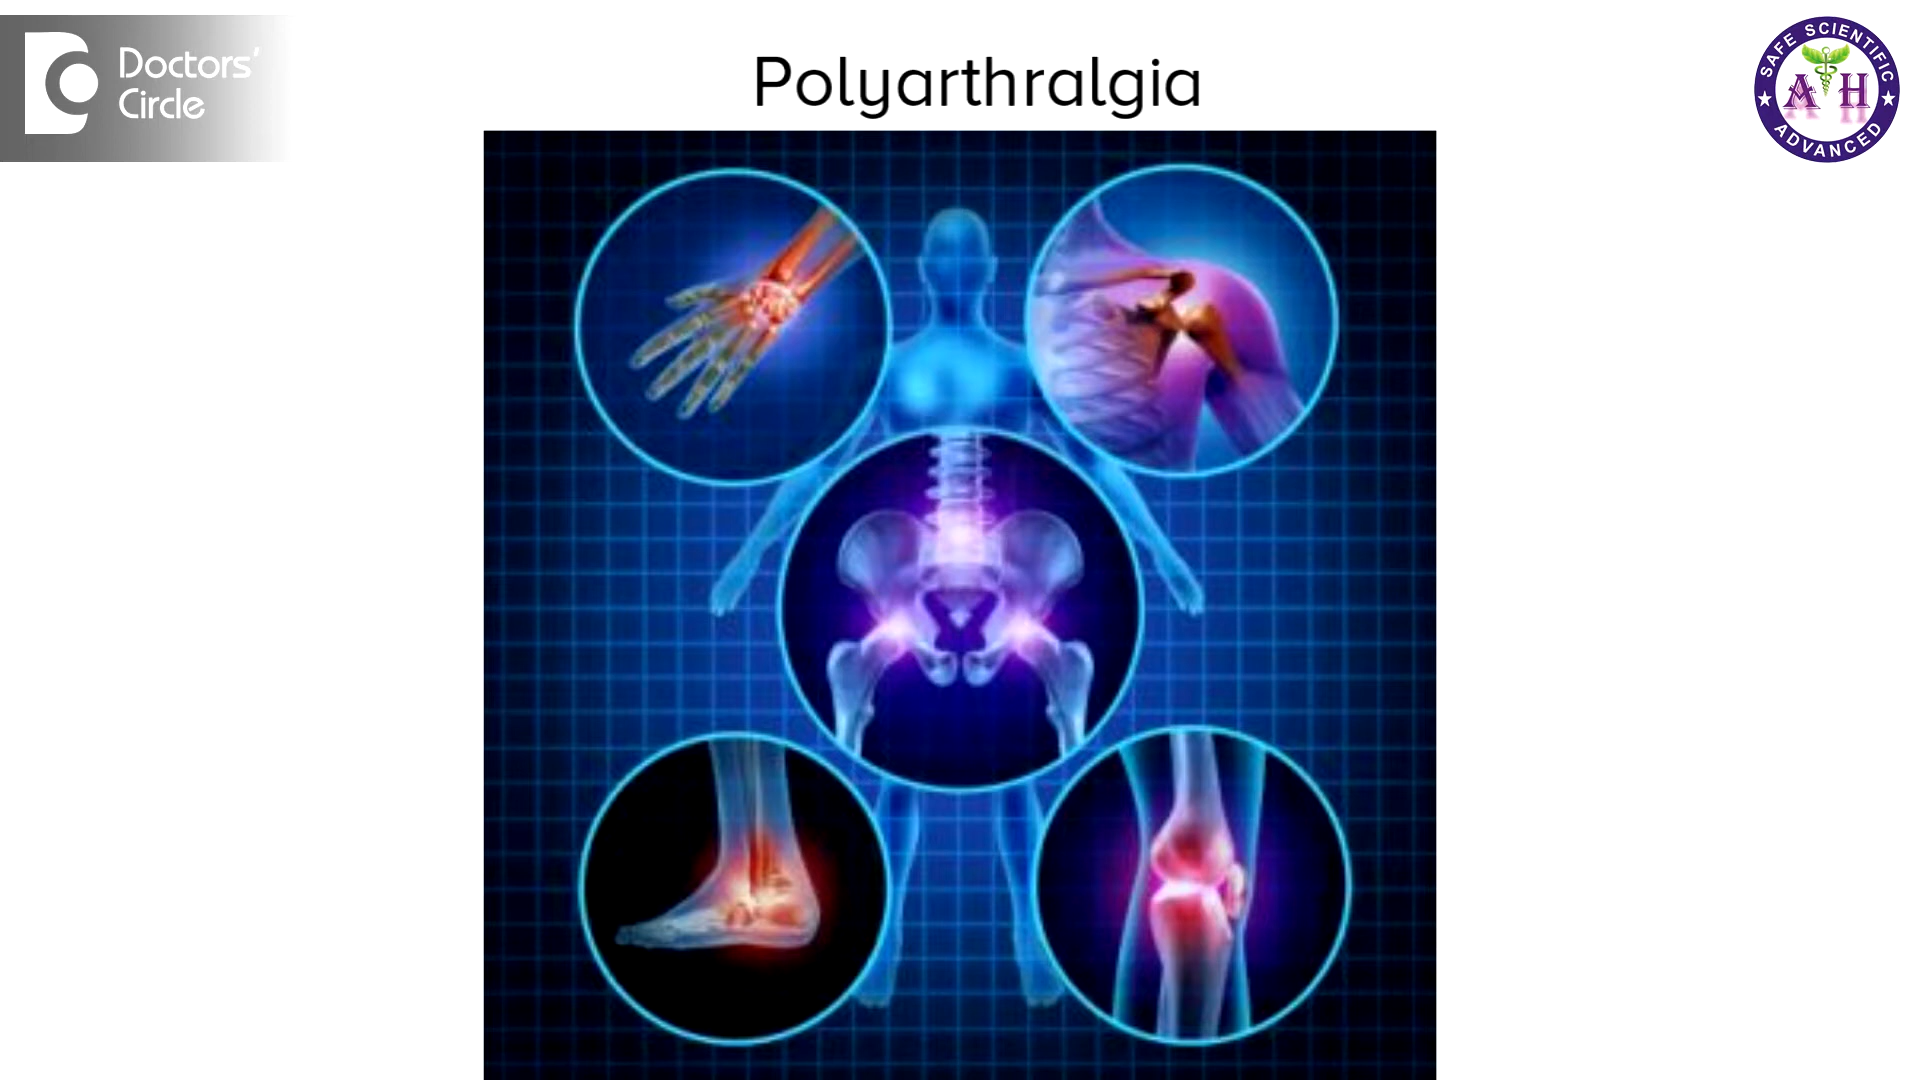 Doctors'
Circle
Polyarthralgia
SAFE SCIENTIFIC
A H
ADVANCED